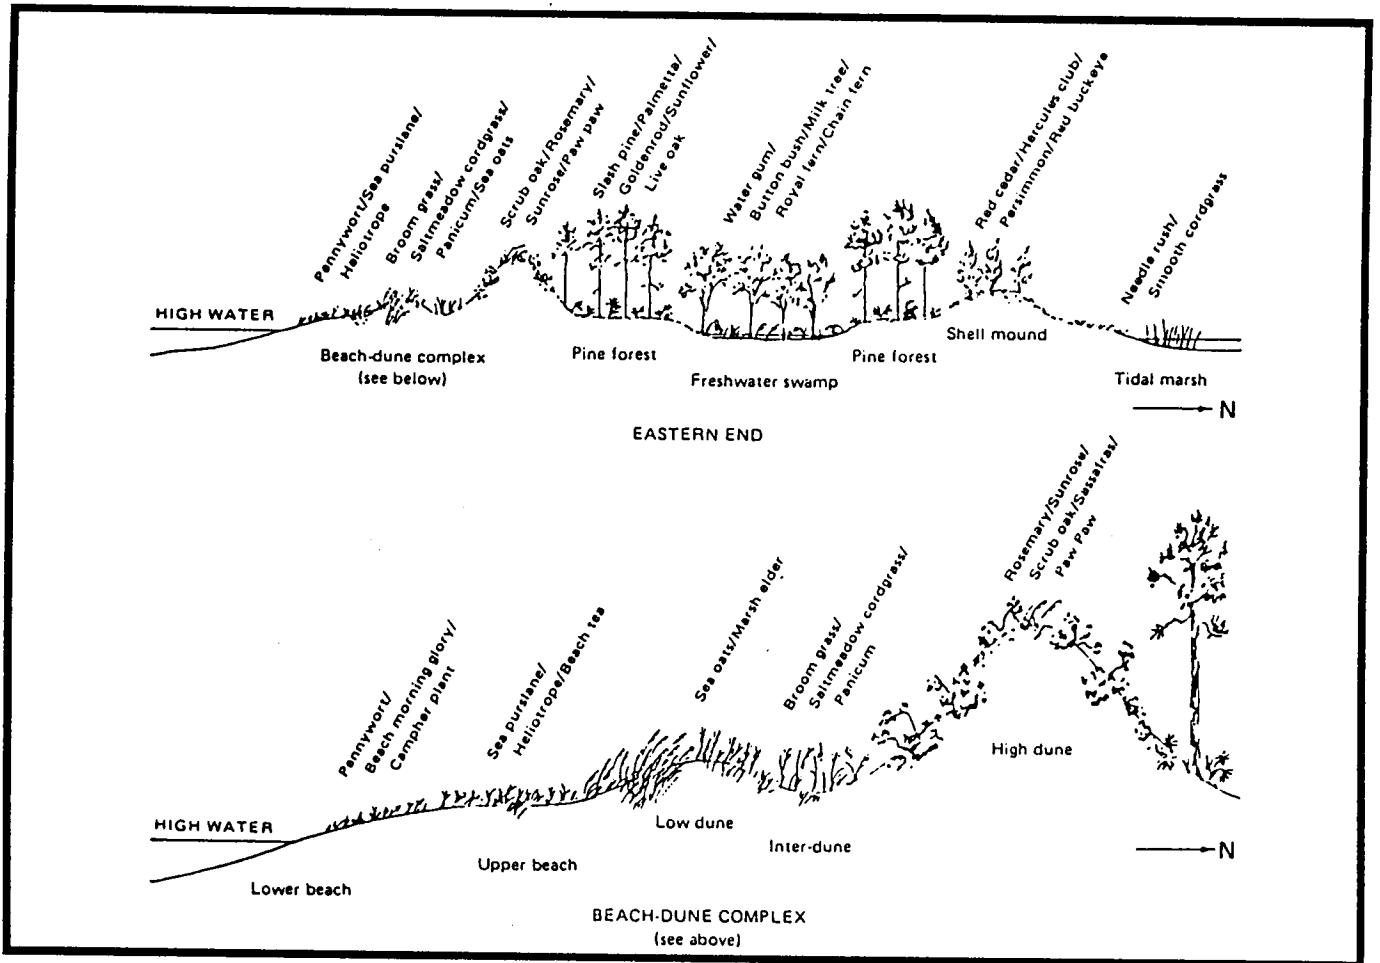 Pennywort/Sea purslane/
Heliotrope
Broom grass/
Saltmeadow cordgrass/
Panicum/Sea oats
Scrub oak/Rosemary/
Sunrose/Paw paw
Slash pine/Palmetta/
Goldenrod/Sunflower/
Live oak
Water gum/
Button bush/Milk tree/
Royal fern/Chain fern
Red cedar/Hercules club/
Persimmon/Red buckeye
Needle rush/
Smooth cordgrass
HIGH WATER
Beach-dune complex
(see below)
Pine forest
Freshwater swamp
Pine forest
Shell mound
Tidal marsh
N
EASTERN END
Pennywort/
Beach morning glory/
Campher plant
Sea purslane/
Heliotrope/Beach tea
Sea oats/Marsh elder
Broom grass/
Saltmeadow cordgrass/
Panicum
Rosemary/Sunrose/
Scrub oak/Sassafras/
Paw Paw
HIGH WATER
Lower beach
Upper beach
Low dune
Inter-dune
High dune
N
BEACH-DUNE COMPLEX
(see above)